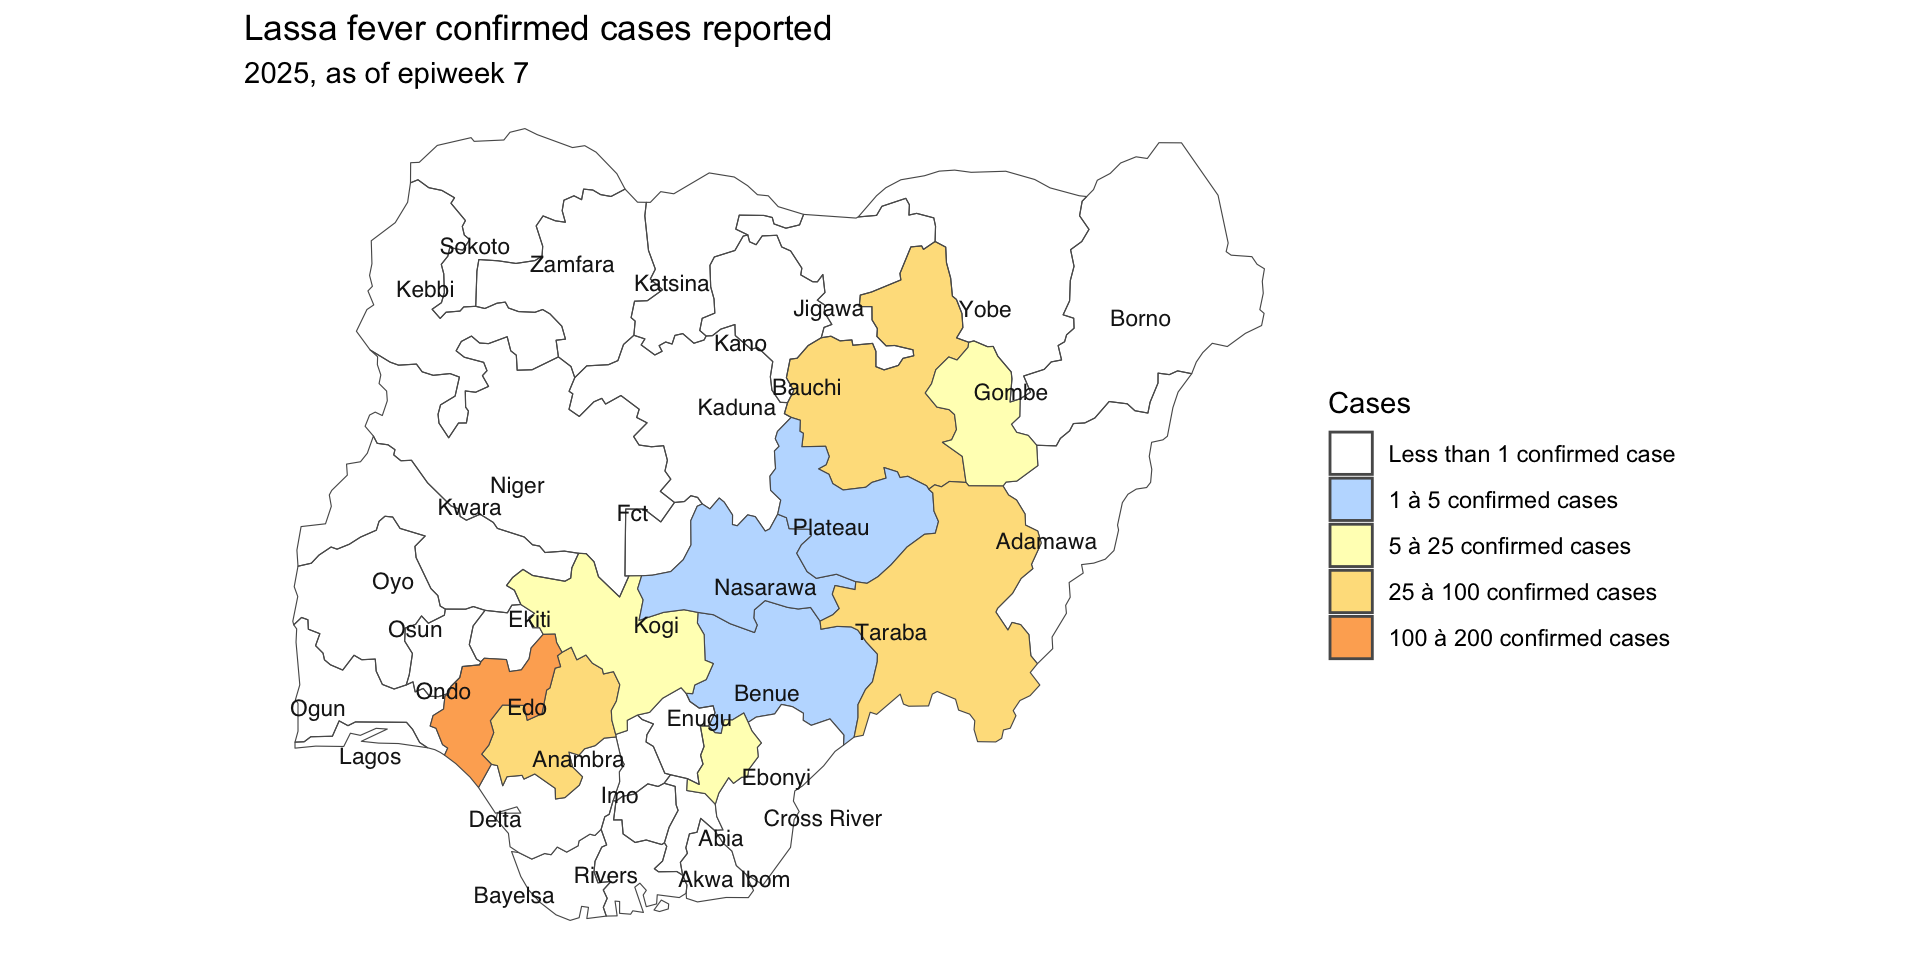 Lassa fever confirmed cases reported
2025, as of epiweek 7
Sokoto
Zamfara
Kebbi
Katsina
Jigawa
Yobe
Borno
Kano
Bauchi
Gombe
Kaduna
Niger
Kwara
Fct
Plateau
Adamawa
Oyo
Nasarawa
Ekiti
Osun
Kogi
Taraba
Ondo
Benue
Ogun
Edo
Enugu
Lagos
Anambra
Ebonyi
Imo
Delta
Cross River
Abia
Rivers
Akwa Ibom
Bayelsa
Cases
Less than 1 confirmed case
1 à 5 confirmed cases
5 à 25 confirmed cases
25 à 100 confirmed cases
100 à 200 confirmed cases